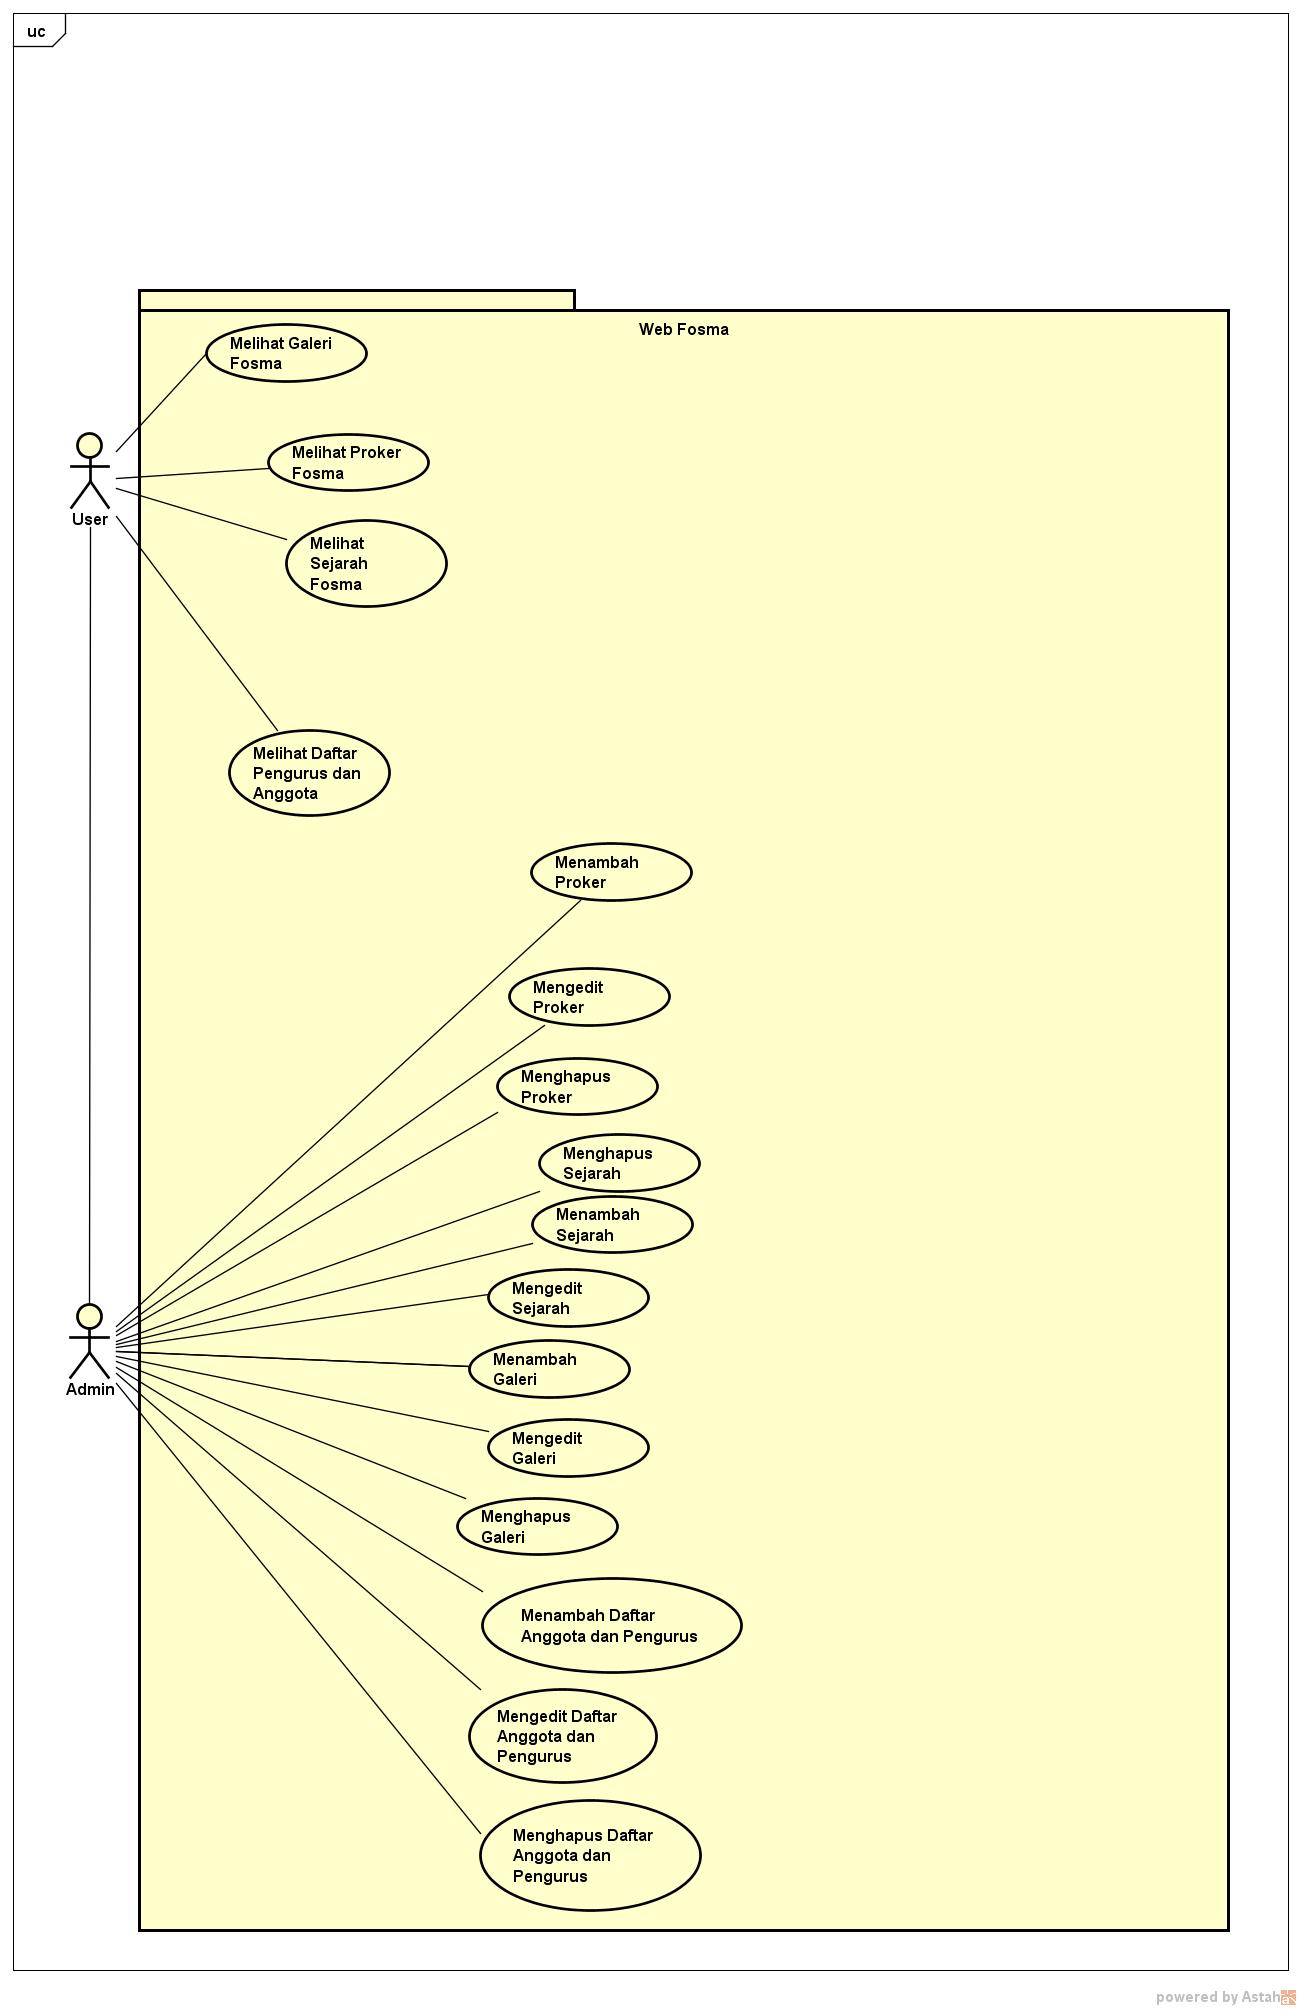 uc
Web Fosma
Melihat Galeri
Fosma
Melihat Proker
Fosma
User
Melihat
Sejarah
Fosma
Melihat Daftar
Pengurus dan
Anggota
Menambah
Proker
Mengedit
Proker
Menghapus
Proker
Menghapus
Sejarah
Menambah
Sejarah
Mengedit
Sejarah
Menambah
Galeri
Admin
Mengedit
Galeri
Menghapus
Galeri
Menambah Daftar
Anggota dan Pengurus
Mengedit Daftar
Anggota dan
Pengurus
Menghapus Daftar
Anggota dan
Pengurus
powered by Astah